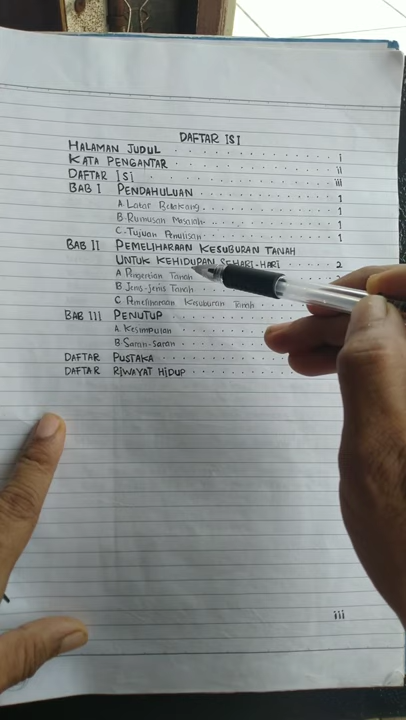 DAFTAR ISI
HALAMAN JUDUL . . . . . . . . . . . . . . . . . i
KATA PENGANTAR . . . . . . . . . . . . . . . . . ii
DAFTAR ISI . . . . . . . . . . . . . . . . . iii
BAB I PENDAHULUAN . . . . . . . . . . . . . . . 1
A. Latar Belakang . . . . . . . . . . . . . . . 1
B. Rumusan Masalah . . . . . . . . . . . . . . . 1
C. Tujuan Penulisan . . . . . . . . . . . . . . . 1
BAB II PEMELIHARAAN KESUBURAN TANAH
UNTUK KEHIDUPAN SEHARI-HARI . . . . . . 2
A Pengertian Tanah
B Jenis-Jenis Tanah . . . . .
C Pemeliharaan Kesuburan Tanah . . .
BAB III PENUTUP . . . . . . . . . .
A. Kesimpulan . . . . . . . . . .
B. Saran-Saran . . . . . . . . . .
DAFTAR PUSTAKA . . . . . . . . . .
DAFTAR RIWAYAT HIDUP . . . . . . . . . .
iii